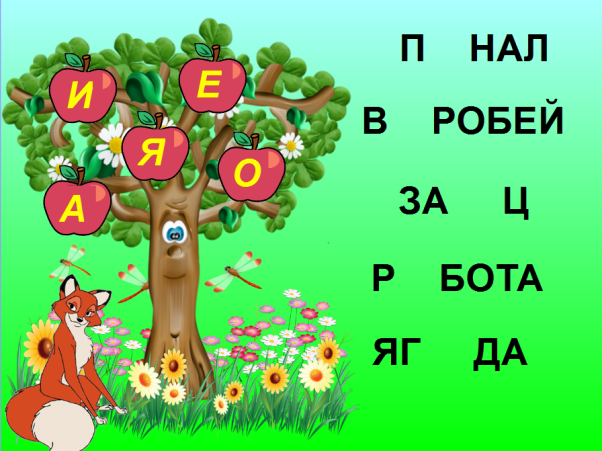 И
Е
Я
О
А
П НАЛ
В РОБЕЙ
ЗА Ц
Р БОТА
ЯГ ДА